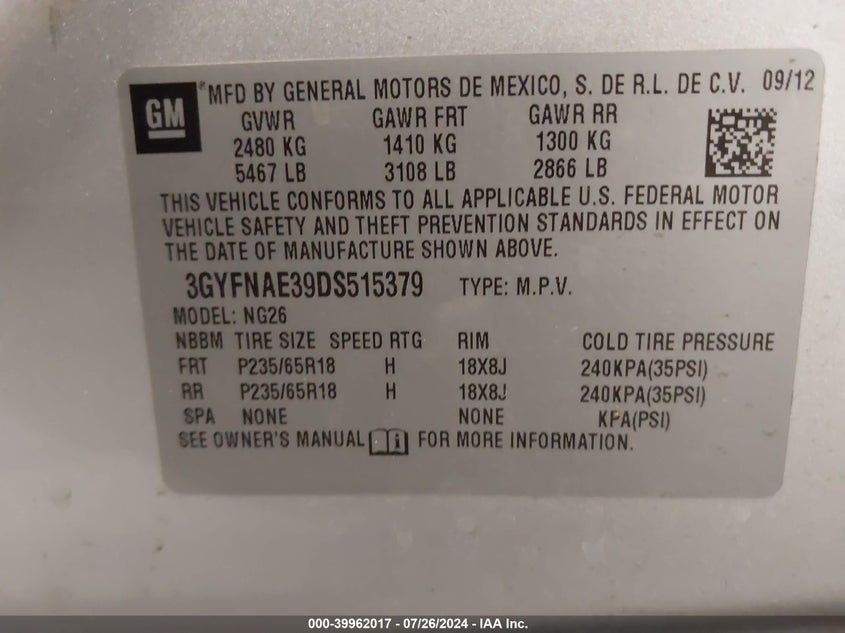 GM
*MFD BY GENERAL MOTORS DE MEXICO, S. DE R.L. DE C.V. 09/12
GVWR GAWR FRT GAWR RR
2480 KG 1410 KG 1300 KG
5467 LB 3108 LB 2866 LB
THIS VEHICLE CONFORMS TO ALL APPLICABLE U.S. FEDERAL MOTOR
VEHICLE SAFETY AND THEFT PREVENTION STANDARDS IN EFFECT ON
THE DATE OF MANUFACTURE SHOWN ABOVE.
3GYFNAE39DS515379 TYPE: M.P.V.
MODEL: NG26
NBBM TIRE SIZE SPEED RTG RIM COLD TIRE PRESSURE
FRT P235/65R18 H 18X8J 240KPA(35PSI)
RR P235/65R18 H 18X8J 240KPA(35PSI)
SPA NONE NONE KPA(PSI)
SEE OWNER'S MANUAL FOR MORE INFORMATION.
000-39962017 - 07/26/2024 - IAA Inc.